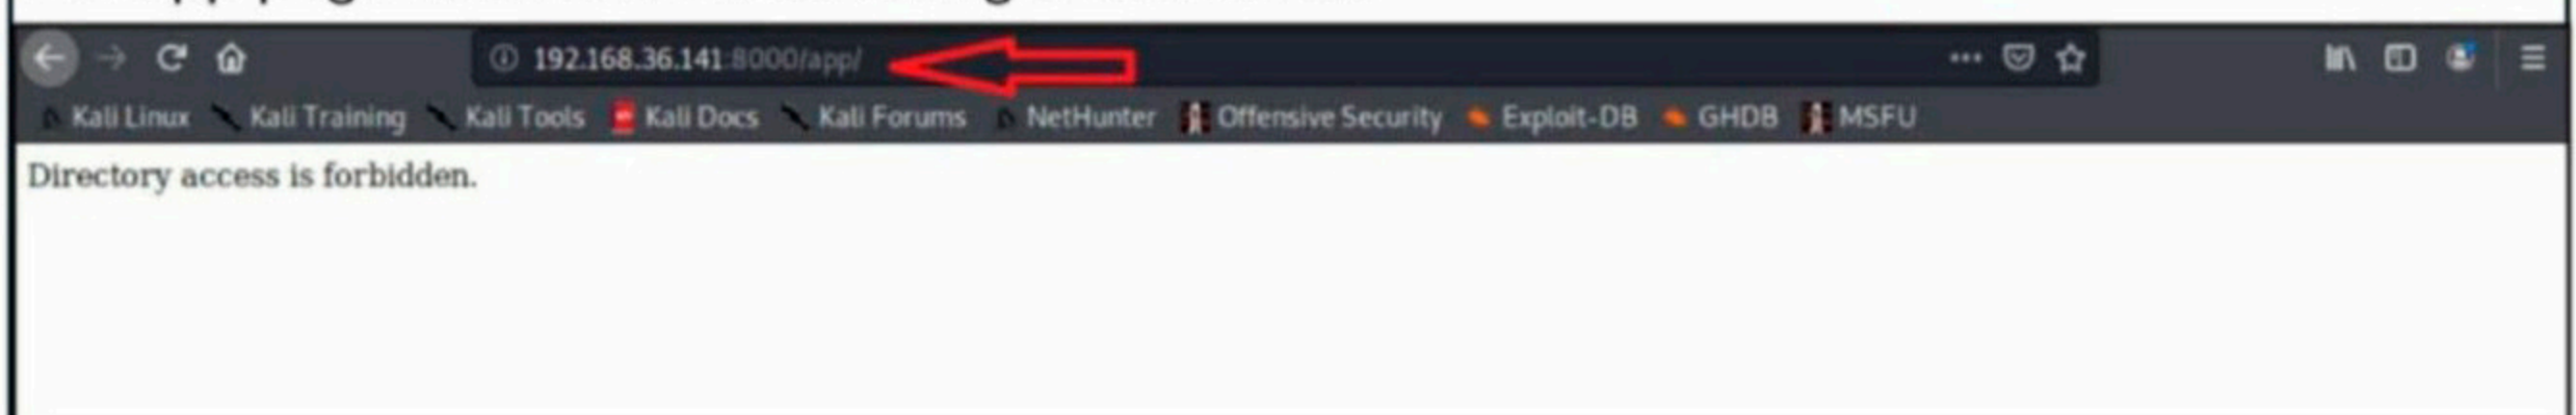 192.168.36.141:8000/app/
Kali Linux Kali Training Kali Tools Kali Docs Kali Forums NetHunter Offensive Security Exploit-DB GHDB MSFU
Directory access is forbidden.